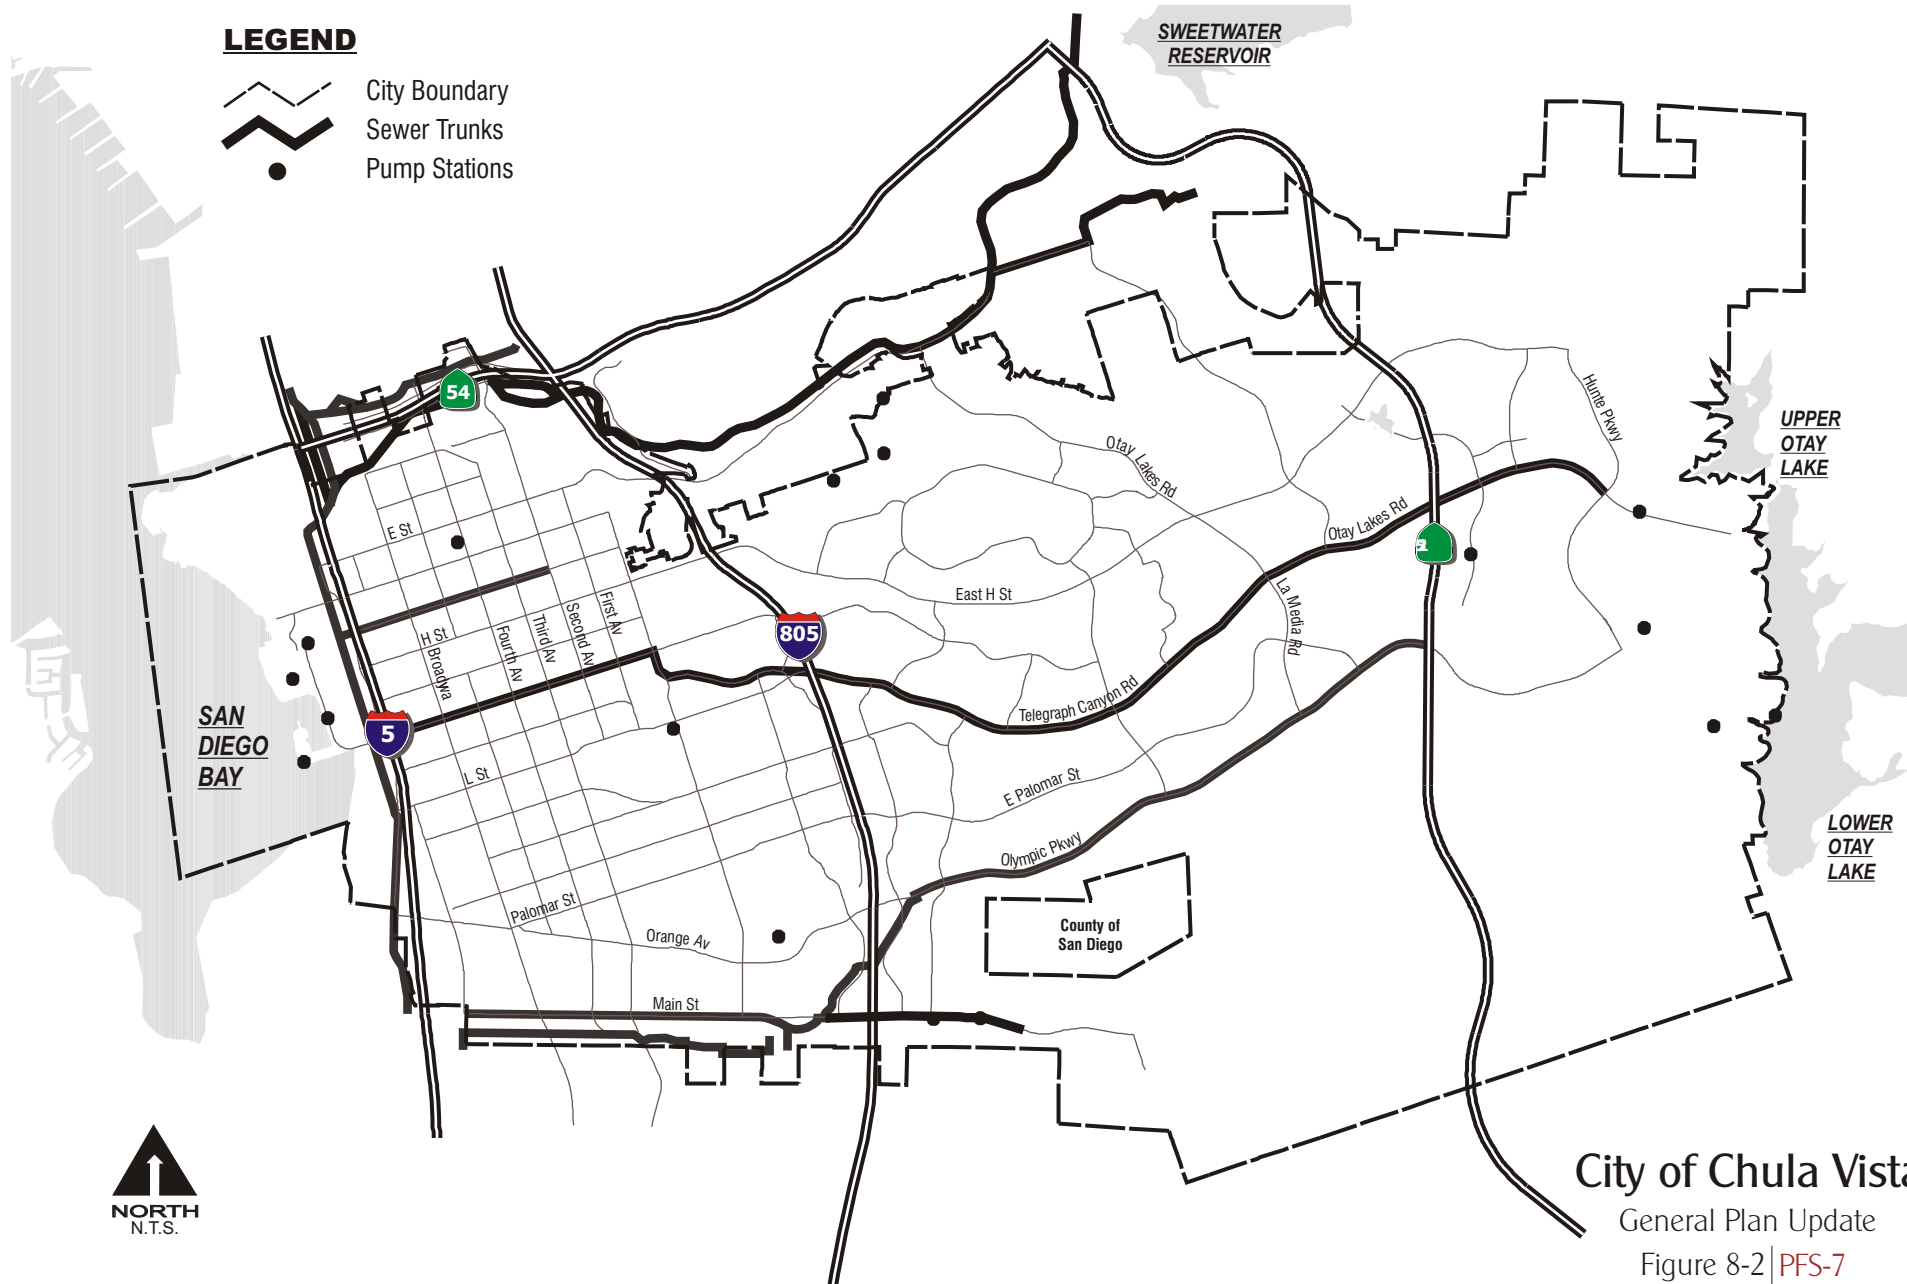 LEGEND
City Boundary
Sewer Trunks
Pump Stations
SWEETWATER
RESERVOIR
54
Hunte Pkwy
UPPER
OTAY
LAKE
Otay Lakes Rd
Otay Lakes Rd
E St
East H St
La Media Rd
First Av
Second Av
Third Av
Fourth Av
H St
Broadwa
805
SAN
DIEGO
BAY
5
Telegraph Canyon Rd
L St
E Palomar St
Olympic Pkwy
LOWER
OTAY
LAKE
Palomar St
Orange Av
County of
San Diego
Main St
NORTH
N.T.S.
City of Chula Vista
General Plan Update
Figure 8-2 | PFS-7